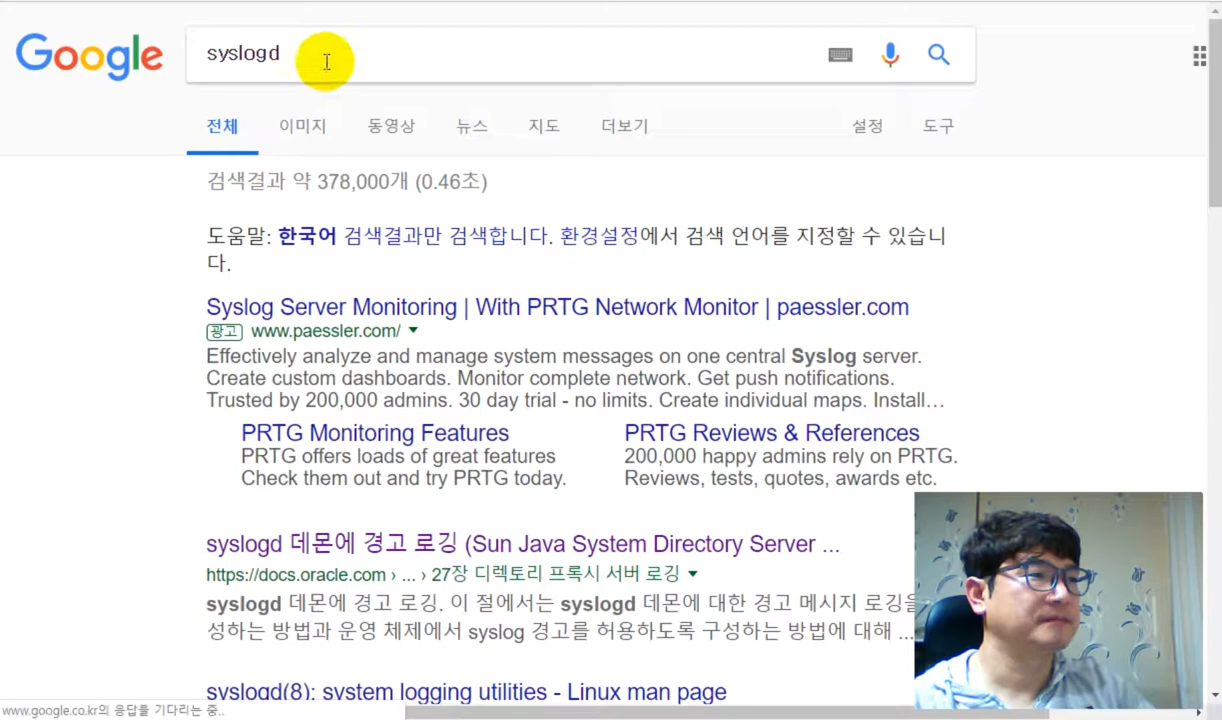 Google
syslogd
전체 이미지 동영상 뉴스 지도 더보기 설정 도구
검색결과 약 378,000개 (0.46초)
도움말: 한국어 검색결과만 검색합니다. 환경설정에서 검색 언어를 지정할 수 있습니
다.
Syslog Server Monitoring | With PRTG Network Monitor | paessler.com
광고 www.paessler.com/
Effectively analyze and manage system messages on one central Syslog server.
Create custom dashboards. Monitor complete network. Get push notifications.
Trusted by 200,000 admins. 30 day trial - no limits. Create individual maps. Install…
PRTG Monitoring Features
PRTG offers loads of great features
Check them out and try PRTG today.
PRTG Reviews & References
200,000 happy admins rely on PRTG.
Reviews, tests, quotes, awards etc.
syslogd 데몬에 경고 로깅 (Sun Java System Directory Server ...
https://docs.oracle.com › ... › 27장 디렉토리 프록시 서버 로깅
syslogd 데몬에 경고 로깅. 이 절에서는 syslogd 데몬에 대한 경고 메시지 로깅을
성하는 방법과 운영 체제에서 syslog 경고를 허용하도록 구성하는 방법에 대해 ...
syslogd(8): system logging utilities - Linux man page
www.google.co.kr의 응답을 기다리는 중..